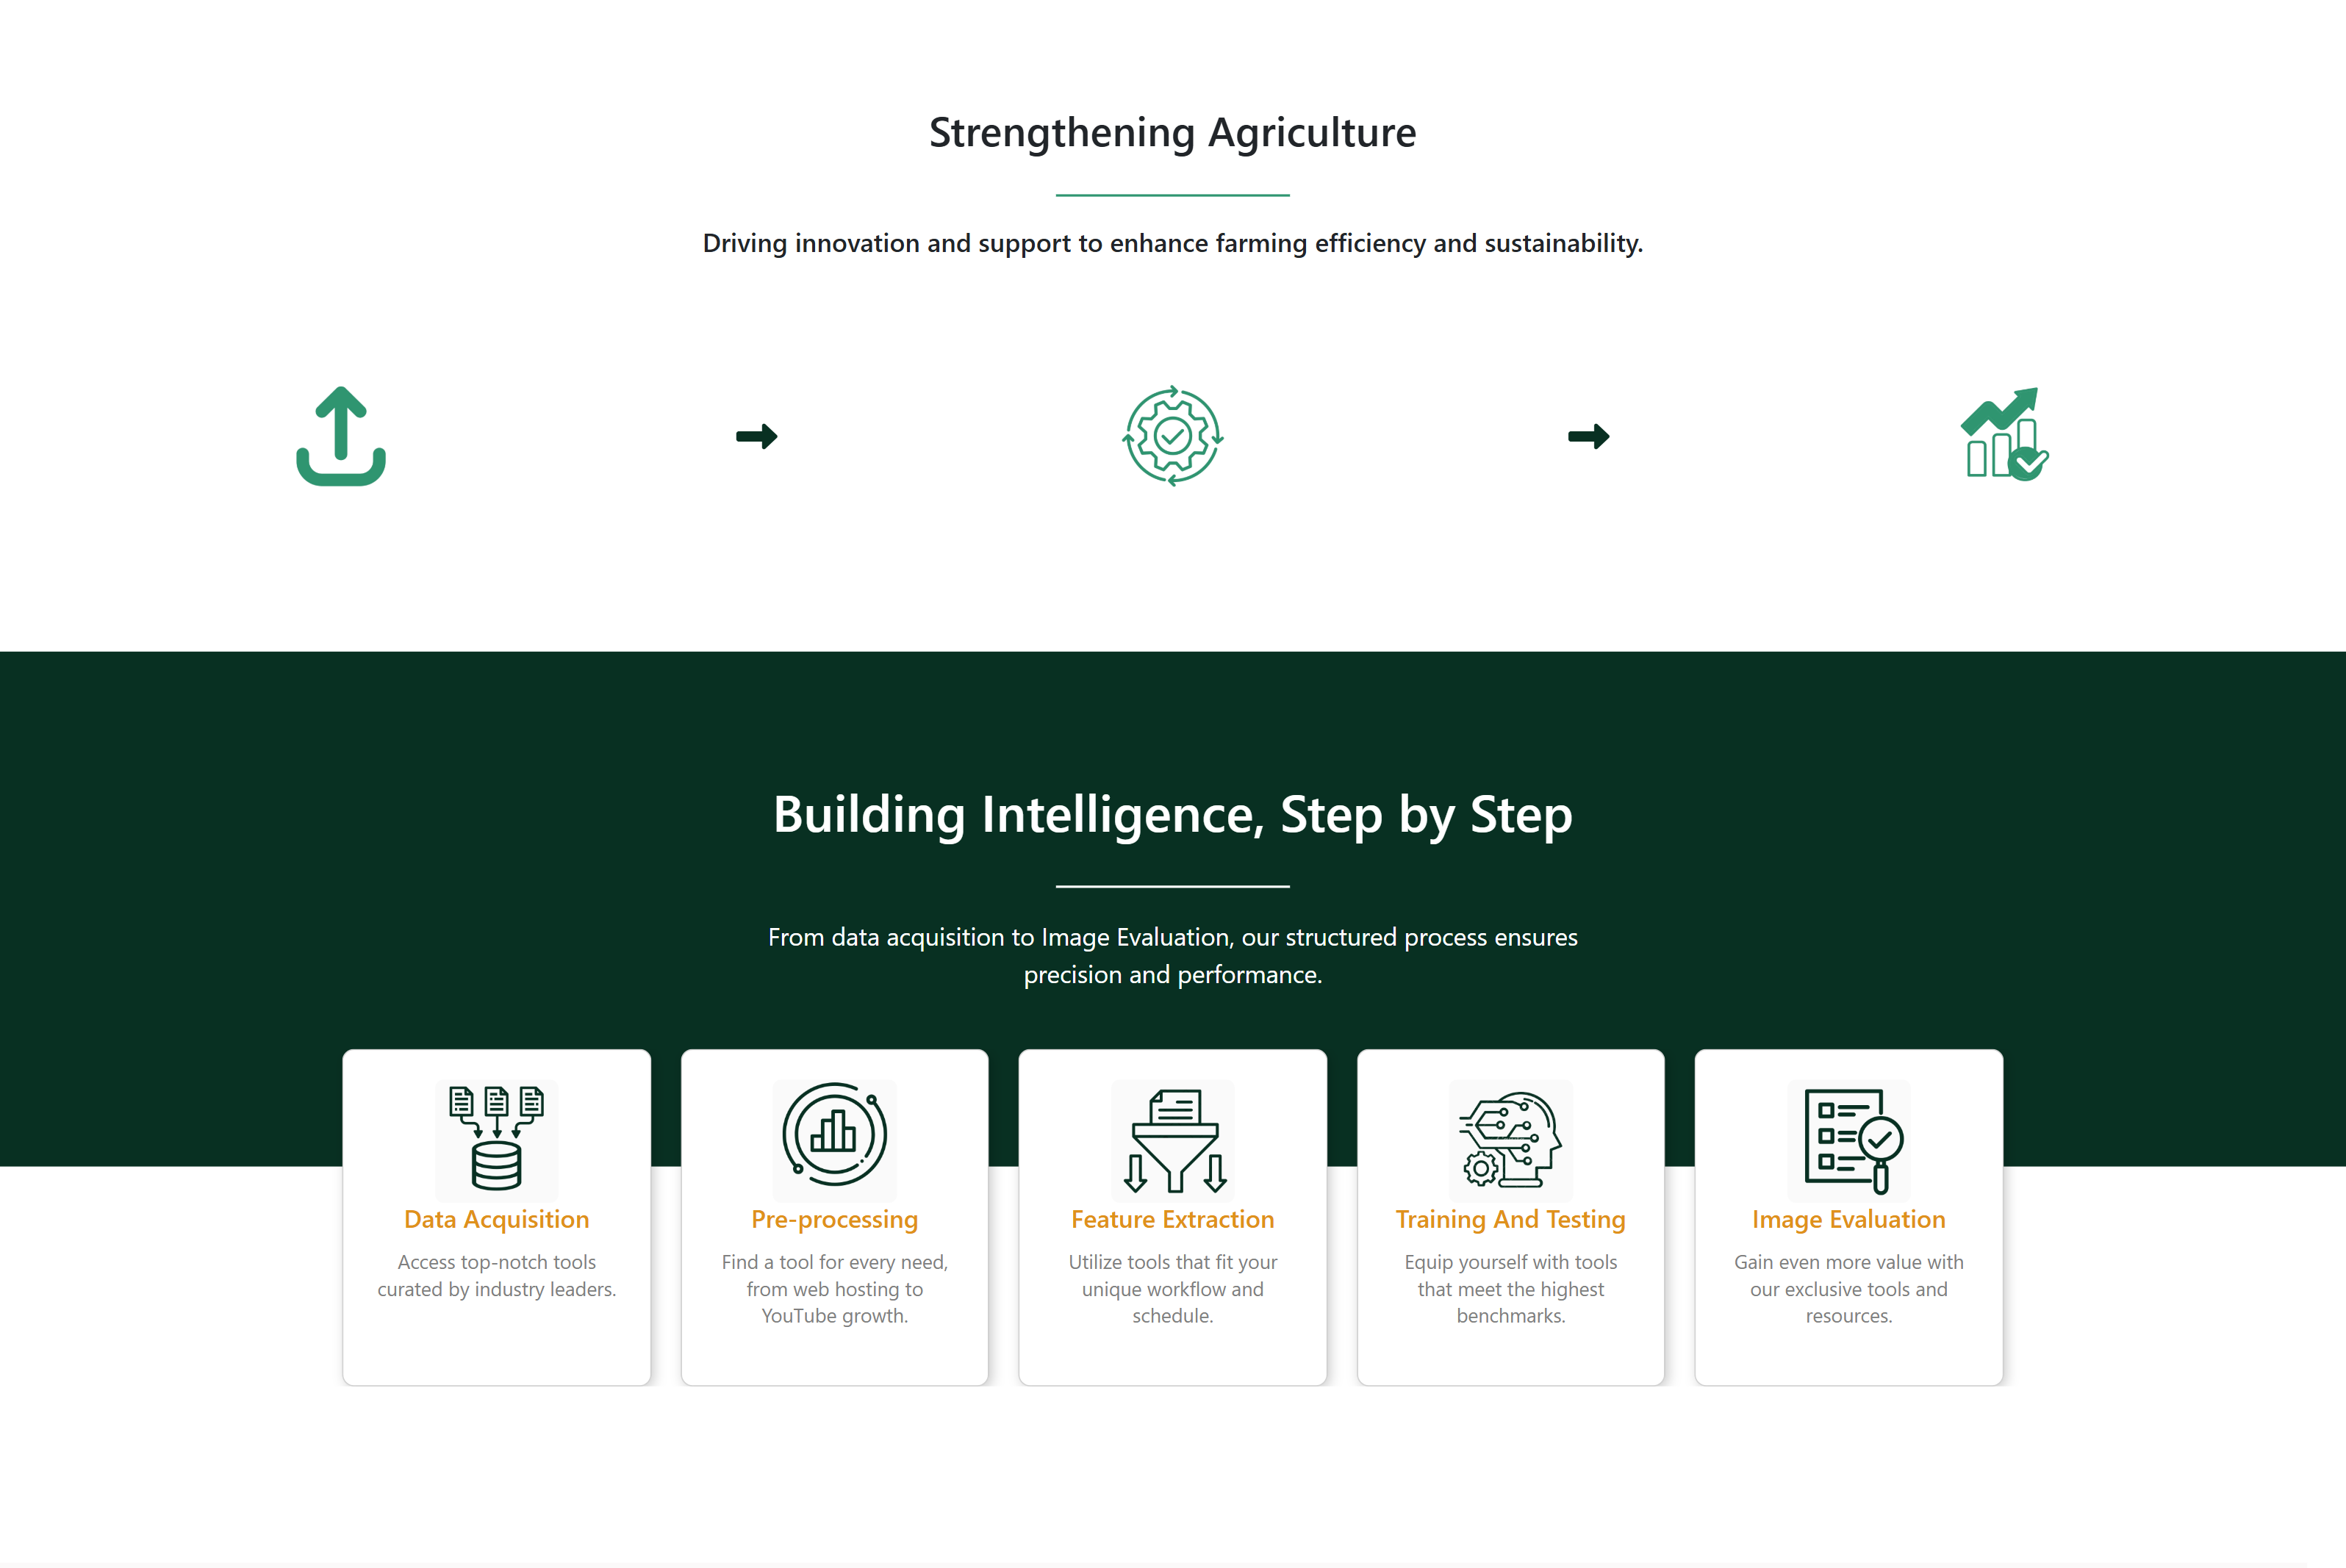 Strengthening Agriculture
Driving innovation and support to enhance farming efficiency and sustainability.
Building Intelligence, Step by Step
From data acquisition to Image Evaluation, our structured process ensures
precision and performance.
Data Acquisition
Access top-notch tools
curated by industry leaders.
Pre-processing
Find a tool for every need,
from web hosting to
YouTube growth.
Feature Extraction
Utilize tools that fit your
unique workflow and
schedule.
Training And Testing
Equip yourself with tools
that meet the highest
benchmarks.
Image Evaluation
Gain even more value with
our exclusive tools and
resources.